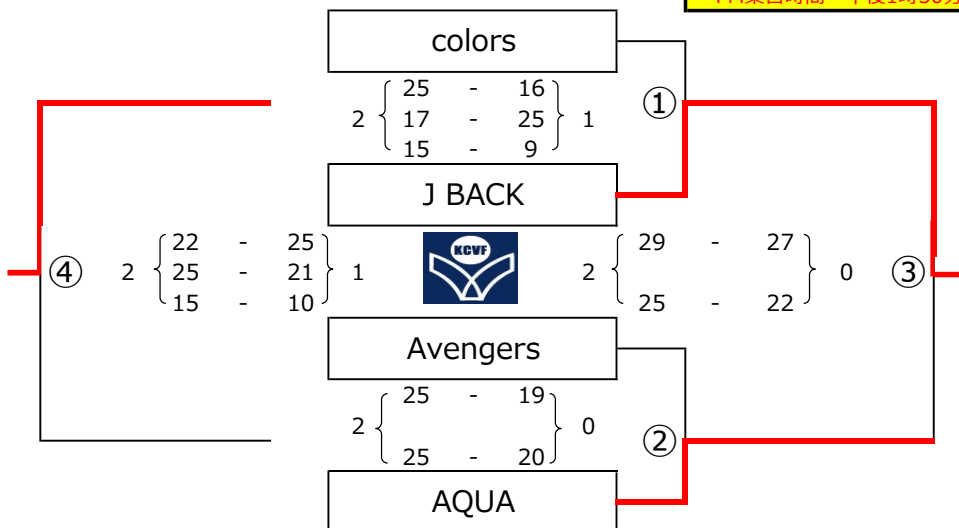 colors
25 - 16
2 17 - 25 1
15 - 9
①
J BACK
22 - 25
④ 2 25 - 21 1
15 - 10
KCVF
29 - 27
2 0 ③
25 - 22
Avengers
25 - 19
2 0
25 - 20
②
AQUA